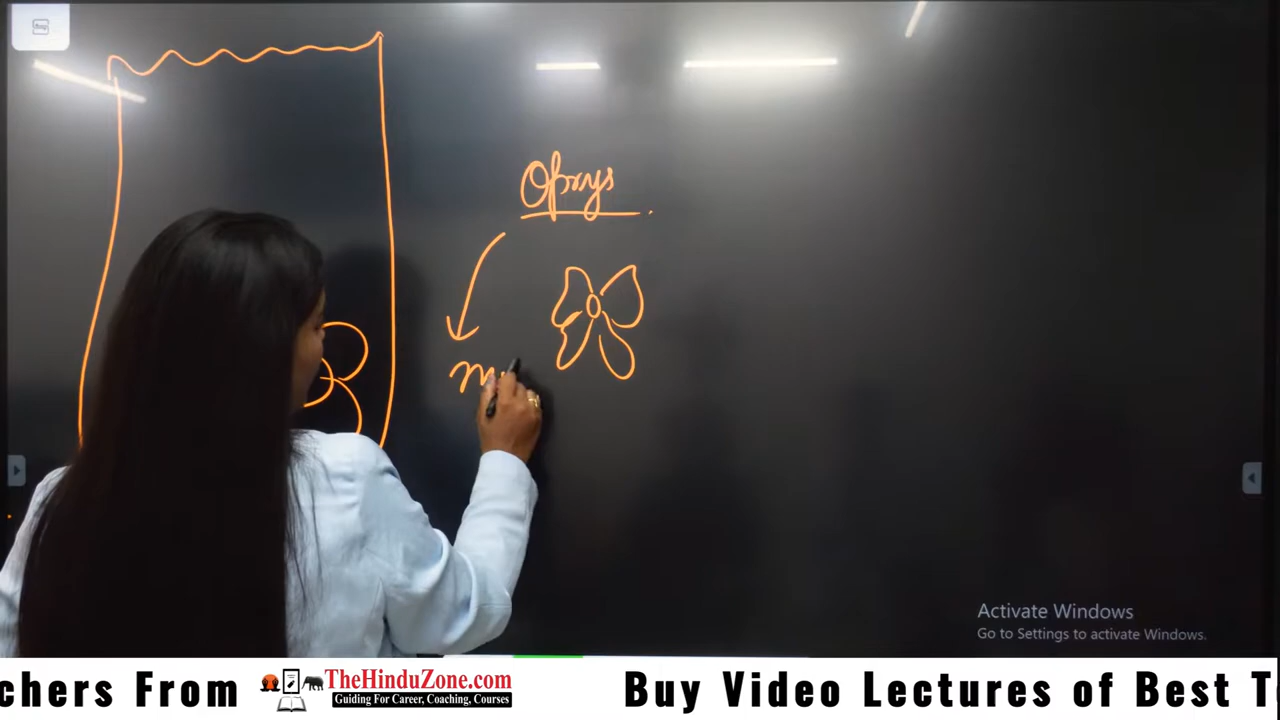 Ophrys
m
Activate Windows
Go to Settings to activate Windows.
chers From TheHinduZone.com Buy Video Lectures of Best T
Guiding For Career, Coaching, Courses